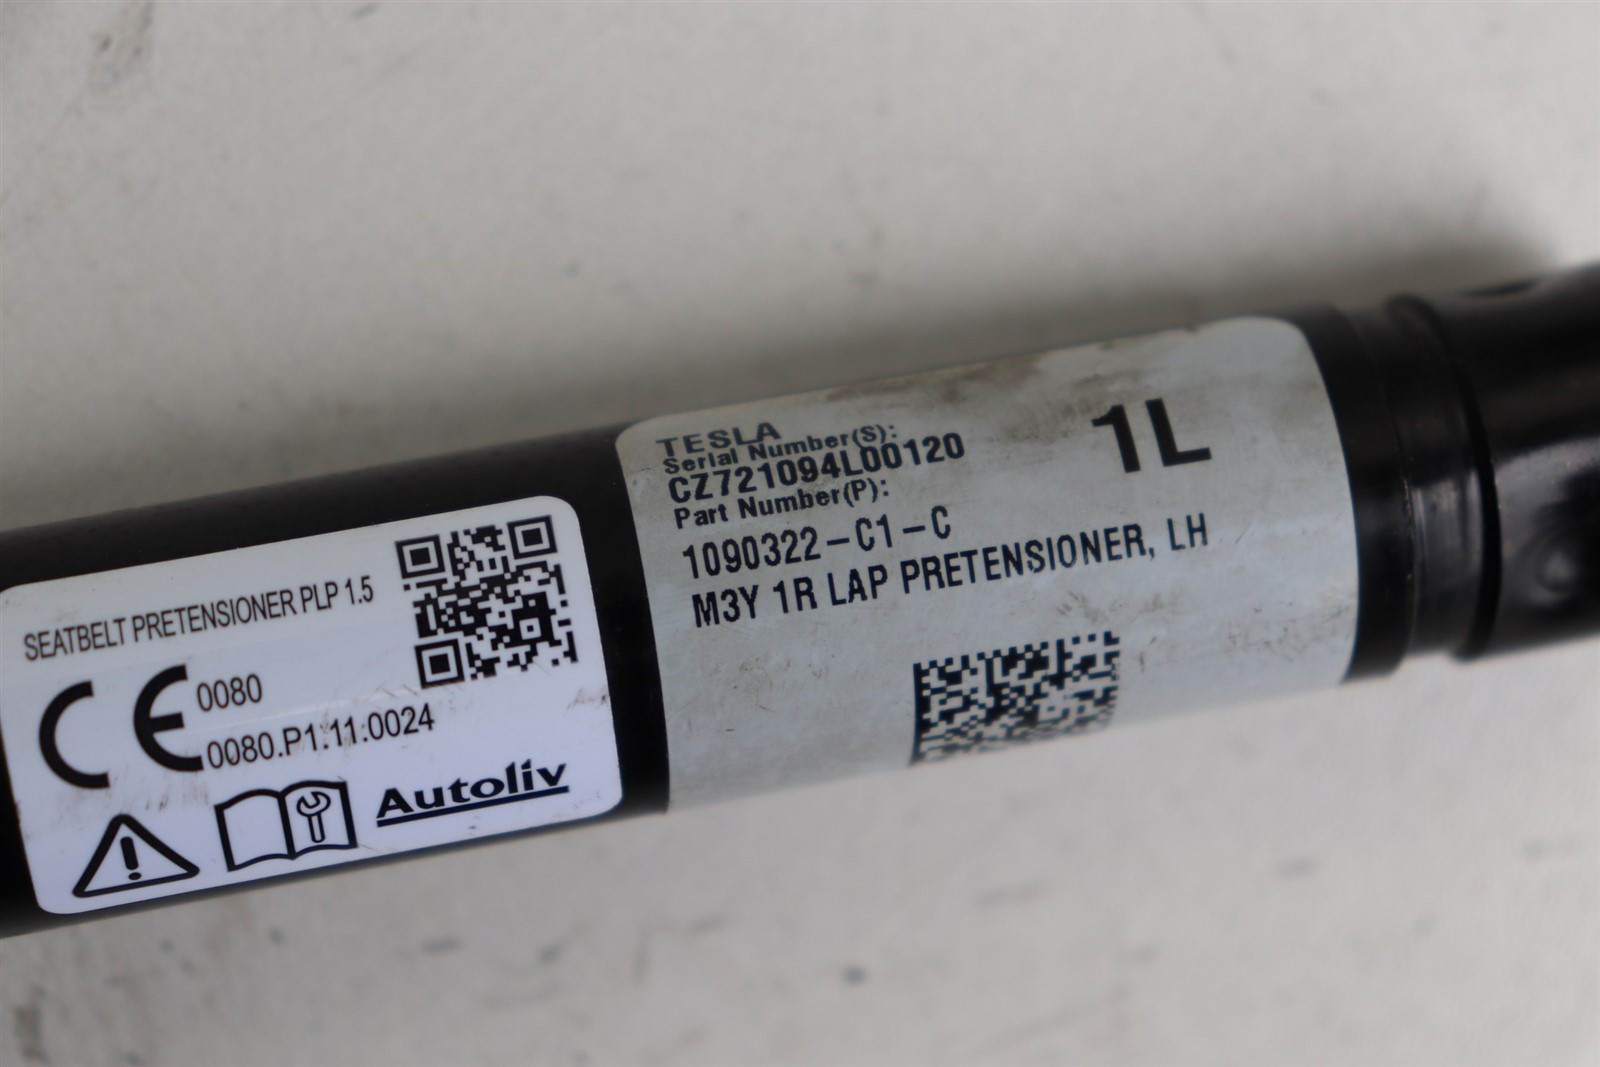 SEATBELT PRETENSIONER PLP 1.5
CE 0080
0080.P1.11.0024
Autoliv
TESLA
Serial Number(S):
CZ721094L00120
Part Number(P):
1090322-C1-C
M3Y 1R LAP PRETENSIONER, LH
1L